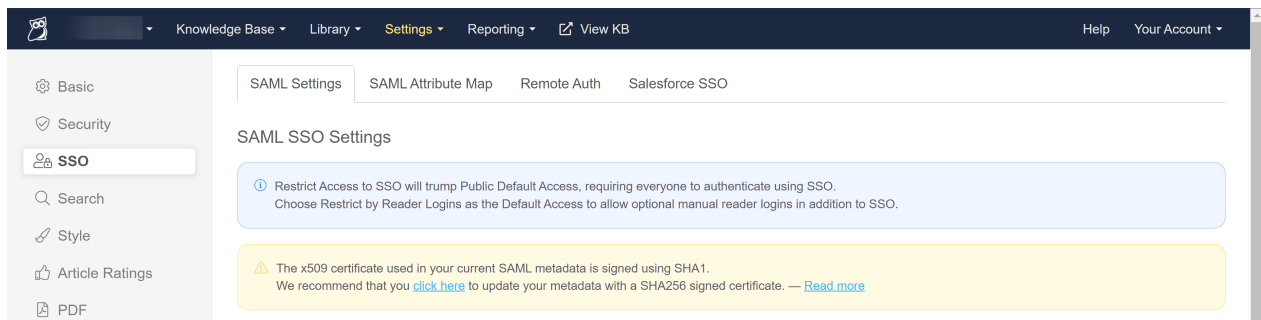 Knowledge Base Library Settings Reporting View KB Help Your Account
SAML Settings SAML Attribute Map Remote Auth Salesforce SSO
Basic
Security
SSO
Search
Style
Article Ratings
PDF
SAML SSO Settings
Restrict Access to SSO will trump Public Default Access, requiring everyone to authenticate using SSO.
Choose Restrict by Reader Logins as the Default Access to allow optional manual reader logins in addition to SSO.
The x509 certificate used in your current SAML metadata is signed using SHA1.
We recommend that you click here to update your metadata with a SHA256 signed certificate. — Read more